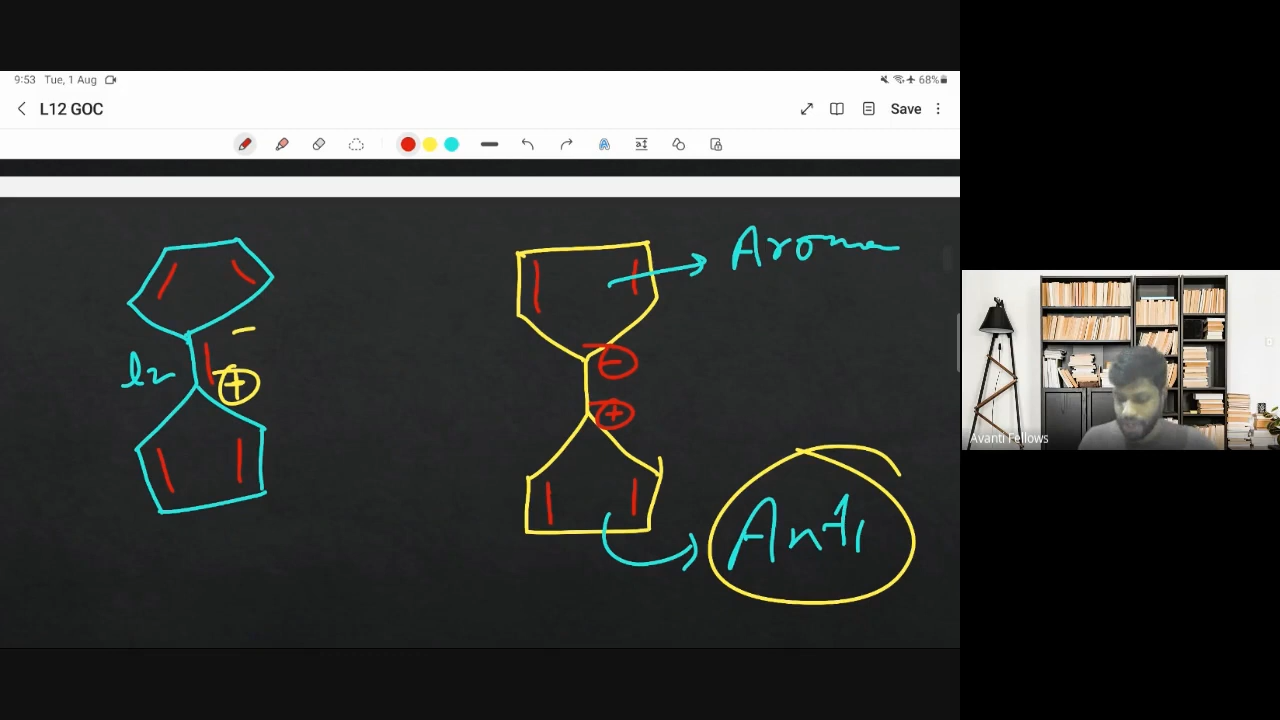 9:53 Tue, 1 Aug 68%
L12 GOC Save
Aroma
−
l2
+
−
+
Avanti Fellows
Anti